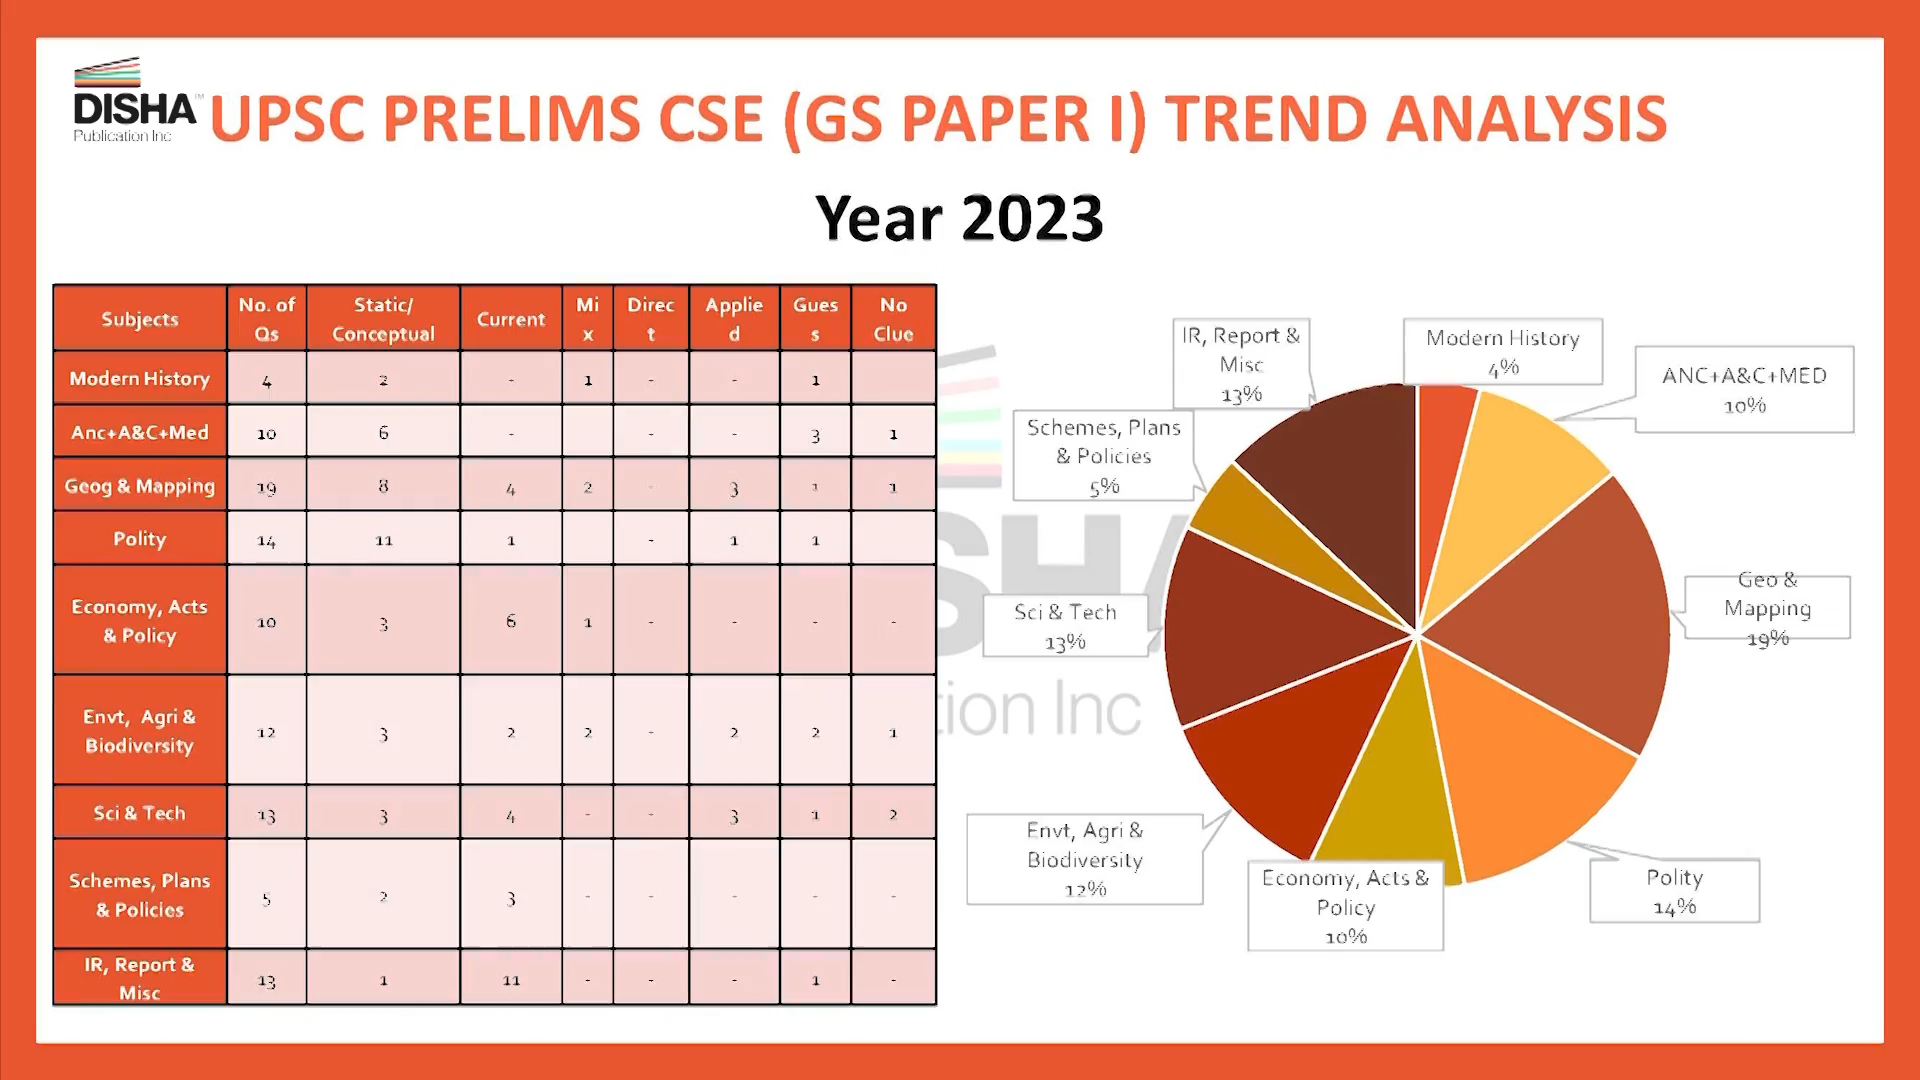 DISHA™
Publication Inc
UPSC PRELIMS CSE (GS PAPER I) TREND ANALYSIS
Year 2023
Subjects No. of Qs Static/ Conceptual Current Mi x Direc t Applie d Gues s No Clue
Modern History 4 2 - 1 - - 1
Anc+A&C+Med 10 6 - - - 3 1
Geog & Mapping 19 8 4 2 - 3 1 1
Polity 14 11 1 - 1 1
Economy, Acts & Policy 10 3 6 1 - - - -
Envt, Agri & Biodiversity 12 3 2 2 - 2 2 1
Sci & Tech 13 3 4 - - 3 1 2
Schemes, Plans & Policies 5 2 3 - - - - -
IR, Report & Misc 13 1 11 - - - 1 -
IR, Report &
Misc
13%
Modern History
4%
ANC+A&C+MED
10%
Schemes, Plans
& Policies
5%
Geo &
Mapping
19%
Sci & Tech
13%
Envt, Agri &
Biodiversity
12%
Economy, Acts &
Policy
10%
Polity
14%
SHA
tion Inc